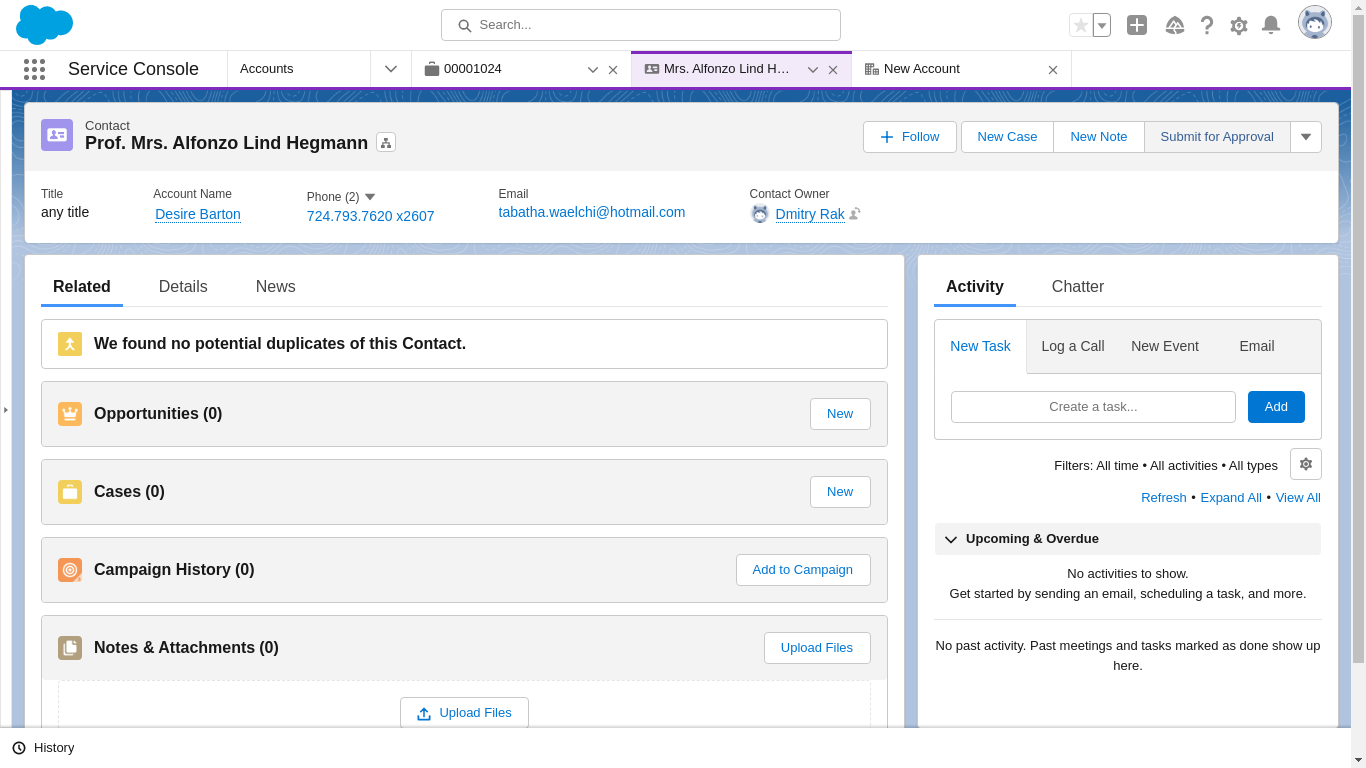 Search...
Service Console
Accounts
00001024
Mrs. Alfonzo Lind H…
New Account
Contact
Prof. Mrs. Alfonzo Lind Hegmann
Follow
New Case
New Note
Submit for Approval
Title
any title
Account Name
Desire Barton
Phone (2)
724.793.7620 x2607
Email
tabatha.waelchi@hotmail.com
Contact Owner
Dmitry Rak
Related
Details
News
We found no potential duplicates of this Contact.
Opportunities (0)
New
Cases (0)
New
Campaign History (0)
Add to Campaign
Notes & Attachments (0)
Upload Files
Upload Files
Activity
Chatter
New Task
Log a Call
New Event
Email
Create a task...
Add
Filters: All time • All activities • All types
Refresh • Expand All • View All
Upcoming & Overdue
No activities to show.
Get started by sending an email, scheduling a task, and more.
No past activity. Past meetings and tasks marked as done show up
here.
History